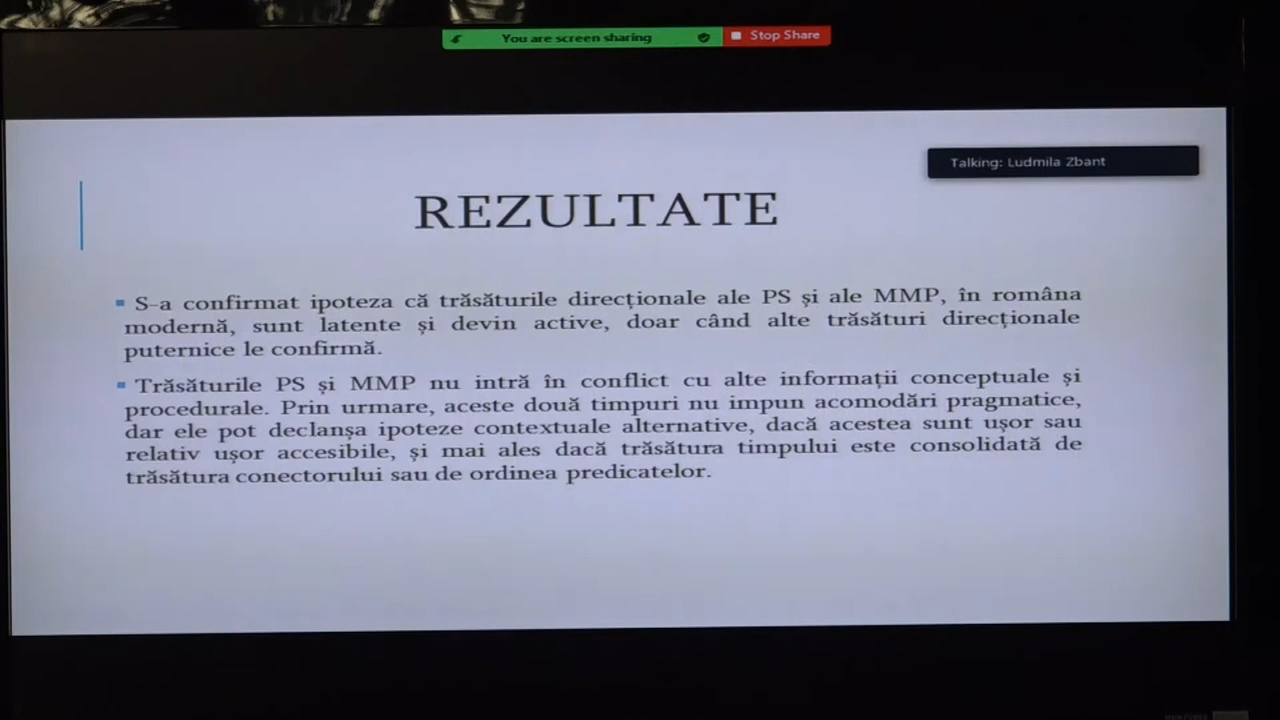 You are screen sharing
Stop Share
Talking: Ludmila Zbant
REZULTATE
S-a confirmat ipoteza că trăsăturile direcționale ale PS și ale MMP, în româna
modernă, sunt latente și devin active, doar când alte trăsături direcționale
puternice le confirmă.
Trăsăturile PS și MMP nu intră în conflict cu alte informații conceptuale și
procedurale. Prin urmare, aceste două timpuri nu impun acomodări pragmatice,
dar ele pot declanșa ipoteze contextuale alternative, dacă acestea sunt ușor sau
relativ ușor accesibile, și mai ales dacă trăsătura timpului este consolidată de
trăsătura conectorului sau de ordinea predicatelor.